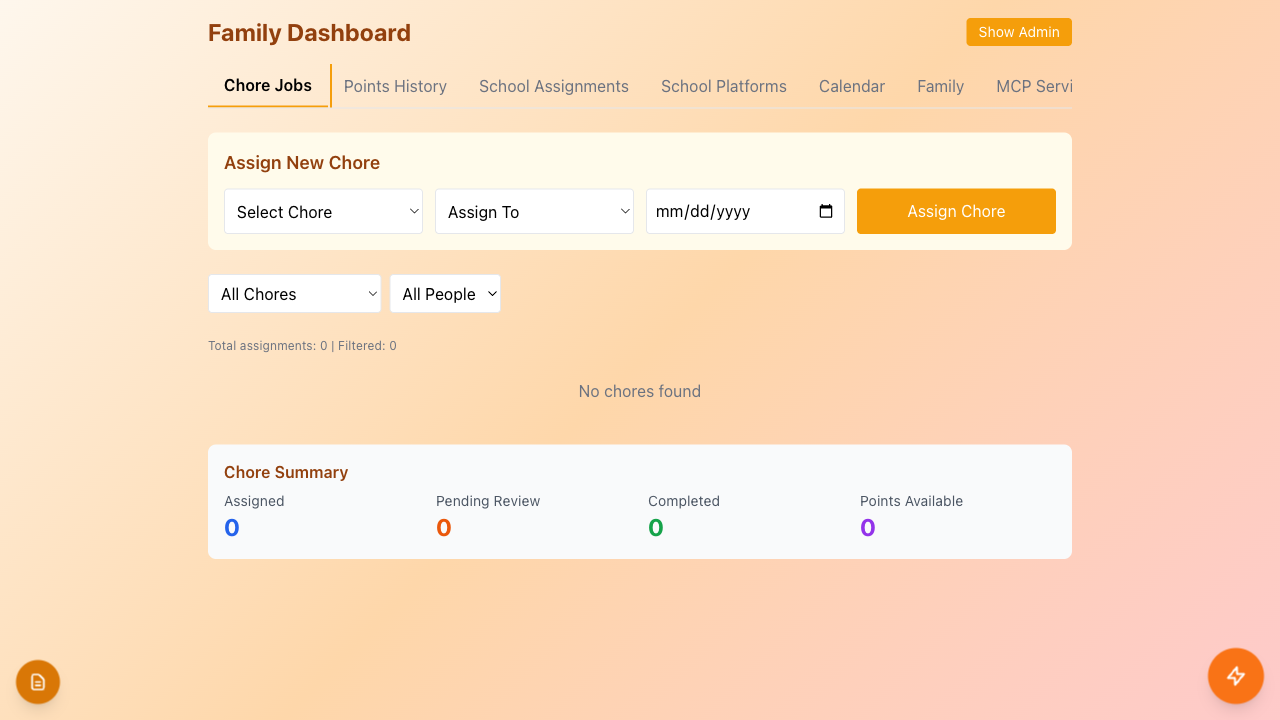 Family Dashboard
Show Admin
Chore Jobs
Points History
School Assignments
School Platforms
Calendar
Family
MCP Servi
Assign New Chore
Select Chore
Assign To
mm/dd/yyyy
Assign Chore
All Chores
All People
Total assignments: 0 | Filtered: 0
No chores found
Chore Summary
Assigned
Pending Review
Completed
Points Available
0
0
0
0